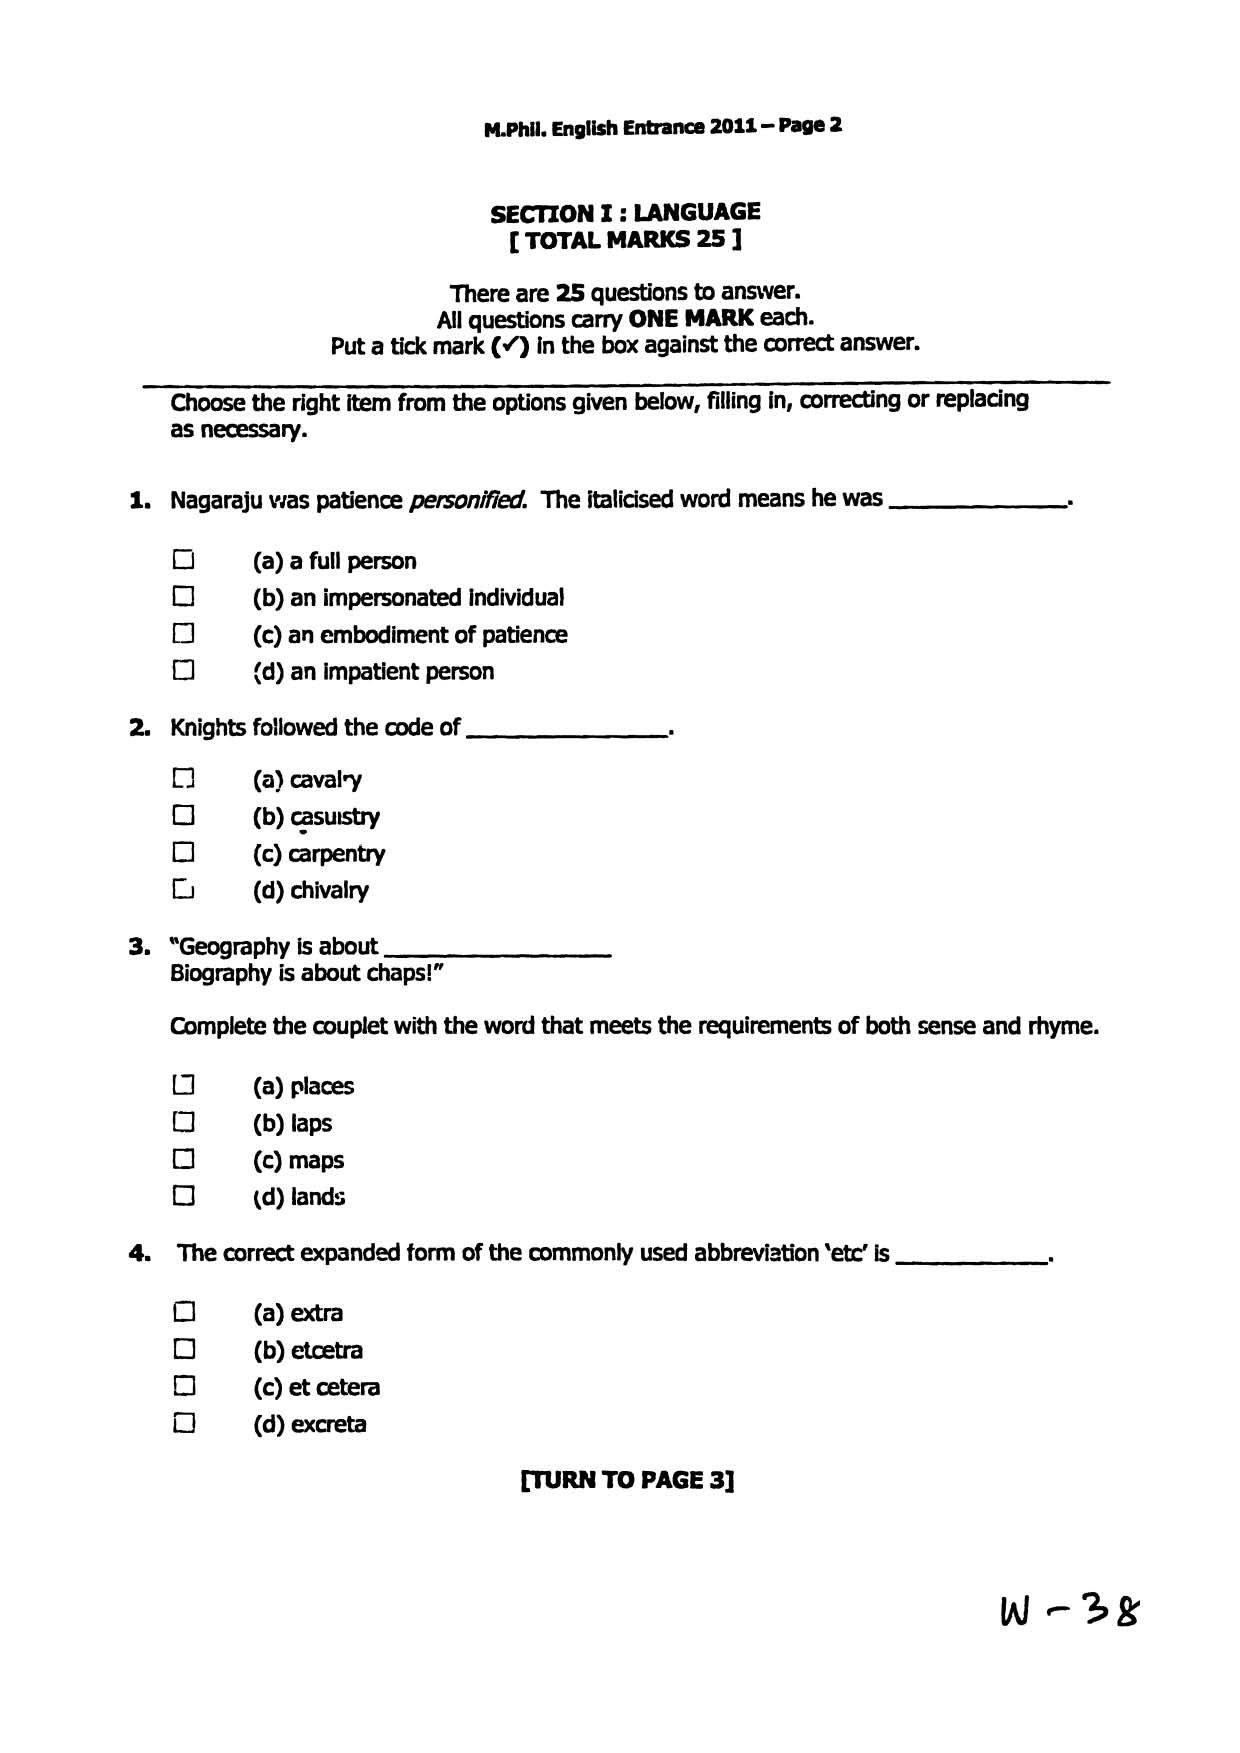 M.Phil. English Entrance 2011 – Page 2
SECTION I : LANGUAGE
[ TOTAL MARKS 25 ]
There are 25 questions to answer.
All questions carry ONE MARK each.
Put a tick mark (✓) in the box against the correct answer.
Choose the right item from the options given below, filling in, correcting or replacing
as necessary.
1. Nagaraju was patience personified. The italicised word means he was ______________.
(a) a full person
(b) an impersonated individual
(c) an embodiment of patience
(d) an impatient person
2. Knights followed the code of ________________.
(a) cavalry
(b) casuistry
(c) carpentry
(d) chivalry
3. "Geography is about __________________
Biography is about chaps!"
Complete the couplet with the word that meets the requirements of both sense and rhyme.
(a) places
(b) laps
(c) maps
(d) lands
4. The correct expanded form of the commonly used abbreviation 'etc' is ____________.
(a) extra
(b) etcetra
(c) et cetera
(d) excreta
[TURN TO PAGE 3]
W - 38